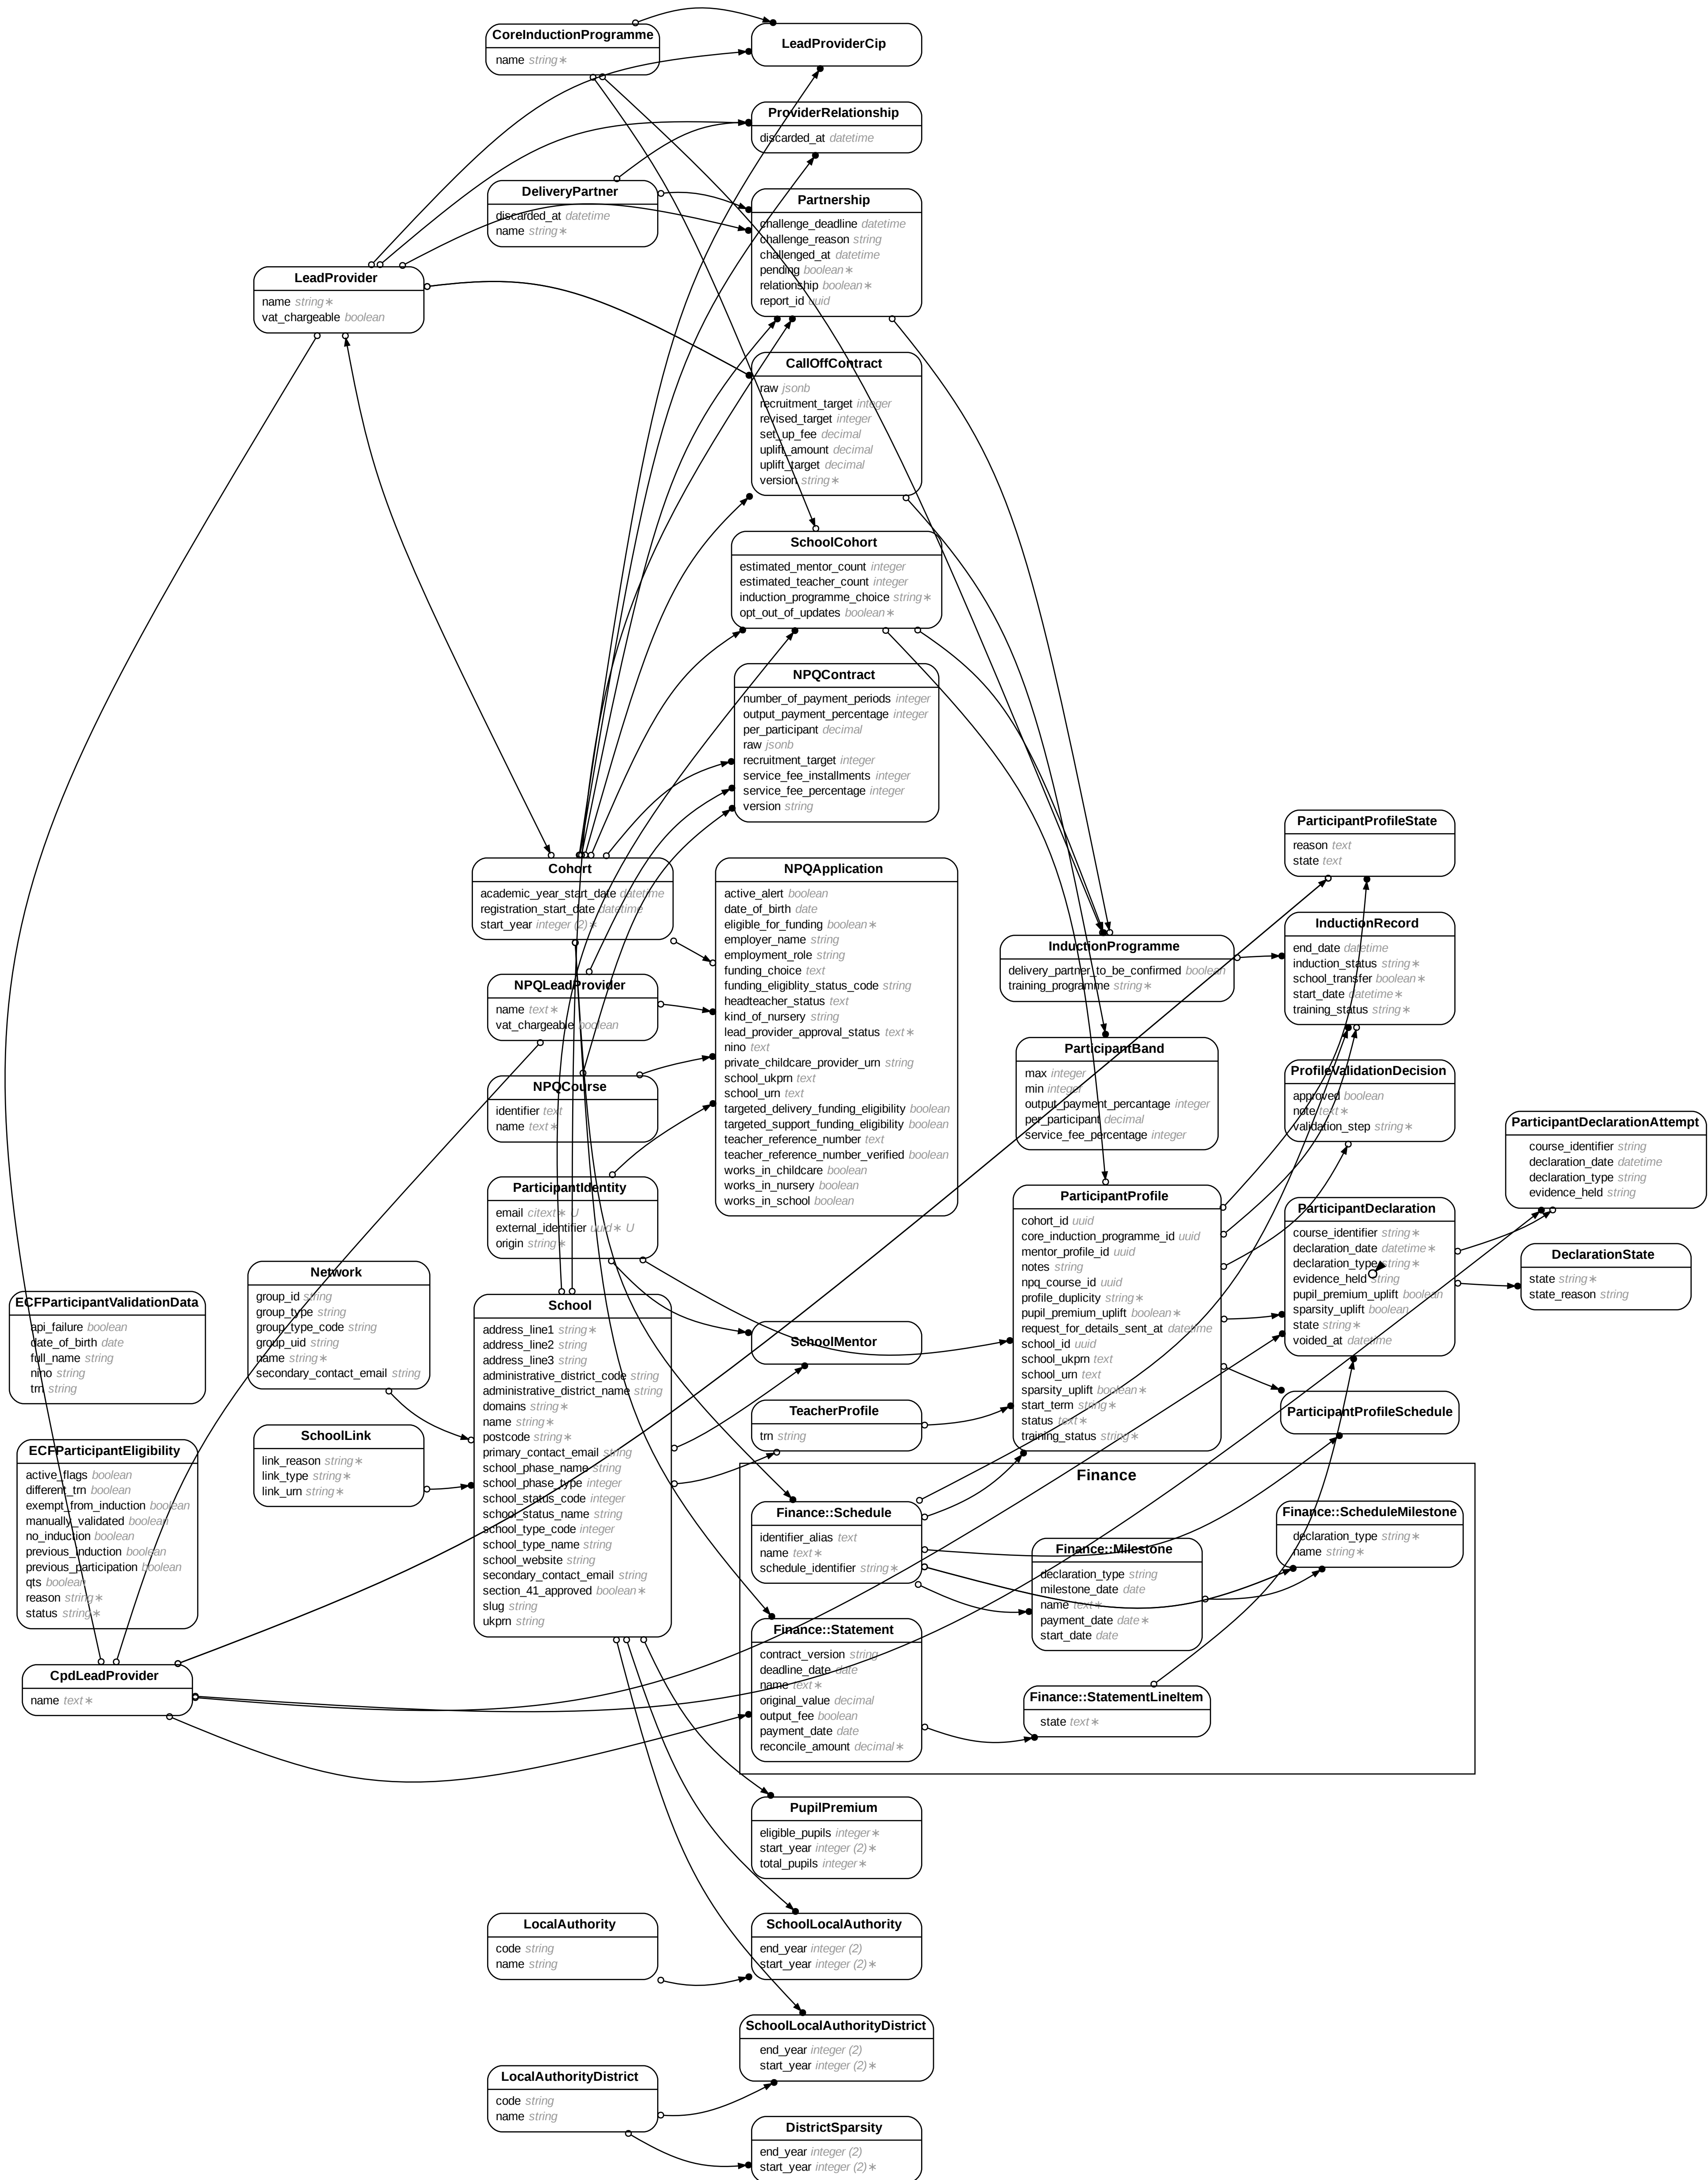 CoreInductionProgramme
name string∗
LeadProviderCip
ProviderRelationship
discarded_at datetime
DeliveryPartner
discarded_at datetime
name string∗
Partnership
challenge_deadline datetime
challenge_reason string
challenged_at datetime
pending boolean∗
relationship boolean∗
report_id uuid
LeadProvider
name string∗
vat_chargeable boolean
CallOffContract
raw jsonb
recruitment_target integer
revised_target integer
set_up_fee decimal
uplift_amount decimal
uplift_target decimal
version string∗
SchoolCohort
estimated_mentor_count integer
estimated_teacher_count integer
induction_programme_choice string∗
opt_out_of_updates boolean∗
NPQContract
number_of_payment_periods integer
output_payment_percentage integer
per_participant decimal
raw jsonb
recruitment_target integer
service_fee_installments integer
service_fee_percentage integer
version string
Cohort
academic_year_start_date datetime
registration_start_date datetime
start_year integer (2)∗
NPQApplication
active_alert boolean
date_of_birth date
eligible_for_funding boolean∗
employer_name string
employment_role string
funding_choice text
funding_eligiblity_status_code string
headteacher_status text
kind_of_nursery string
lead_provider_approval_status text∗
nino text
private_childcare_provider_urn string
school_ukprn text
school_urn text
targeted_delivery_funding_eligibility boolean
targeted_support_funding_eligibility boolean
teacher_reference_number text
teacher_reference_number_verified boolean
works_in_childcare boolean
works_in_nursery boolean
works_in_school boolean
NPQLeadProvider
name text∗
vat_chargeable boolean
NPQCourse
identifier text
name text∗
ParticipantIdentity
email citext∗ U
external_identifier uuid∗ U
origin string∗
InductionProgramme
delivery_partner_to_be_confirmed boolean
training_programme string∗
ParticipantProfileState
reason text
state text
InductionRecord
end_date datetime
induction_status string∗
school_transfer boolean∗
start_date datetime∗
training_status string∗
ParticipantBand
max integer
min integer
output_payment_percantage integer
per_participant decimal
service_fee_percentage integer
ProfileValidationDecision
approved boolean
note text∗
validation_step string∗
ParticipantDeclarationAttempt
course_identifier string
declaration_date datetime
declaration_type string
evidence_held string
ParticipantProfile
cohort_id uuid
core_induction_programme_id uuid
mentor_profile_id uuid
notes string
npq_course_id uuid
profile_duplicity string∗
pupil_premium_uplift boolean∗
request_for_details_sent_at datetime
school_id uuid
school_ukprn text
school_urn text
sparsity_uplift boolean∗
start_term string∗
status text∗
training_status string∗
ParticipantDeclaration
course_identifier string∗
declaration_date datetime∗
declaration_type string∗
evidence_held string
pupil_premium_uplift boolean
sparsity_uplift boolean
state string∗
voided_at datetime
DeclarationState
state string∗
state_reason string
Network
group_id string
group_type string
group_type_code string
group_uid string
name string∗
secondary_contact_email string
ECFParticipantValidationData
api_failure boolean
date_of_birth date
full_name string
nino string
trn string
School
address_line1 string∗
address_line2 string
address_line3 string
administrative_district_code string
administrative_district_name string
domains string∗
name string∗
postcode string∗
primary_contact_email string
school_phase_name string
school_phase_type integer
school_status_code integer
school_status_name string
school_type_code integer
school_type_name string
school_website string
secondary_contact_email string
section_41_approved boolean∗
slug string
ukprn string
SchoolMentor
TeacherProfile
trn string
ParticipantProfileSchedule
SchoolLink
link_reason string∗
link_type string∗
link_urn string∗
ECFParticipantEligibility
active_flags boolean
different_trn boolean
exempt_from_induction boolean
manually_validated boolean
no_induction boolean
previous_induction boolean
previous_participation boolean
qts boolean
reason string∗
status string∗
CpdLeadProvider
name text∗
Finance
Finance::Schedule
identifier_alias text
name text∗
schedule_identifier string∗
Finance::Milestone
declaration_type string
milestone_date date
name text∗
payment_date date∗
start_date date
Finance::ScheduleMilestone
declaration_type string∗
name string∗
Finance::Statement
contract_version string
deadline_date date
name text∗
original_value decimal
output_fee boolean
payment_date date
reconcile_amount decimal∗
Finance::StatementLineItem
state text∗
PupilPremium
eligible_pupils integer∗
start_year integer (2)∗
total_pupils integer∗
LocalAuthority
code string
name string
SchoolLocalAuthority
end_year integer (2)
start_year integer (2)∗
SchoolLocalAuthorityDistrict
end_year integer (2)
start_year integer (2)∗
LocalAuthorityDistrict
code string
name string
DistrictSparsity
end_year integer (2)
start_year integer (2)∗